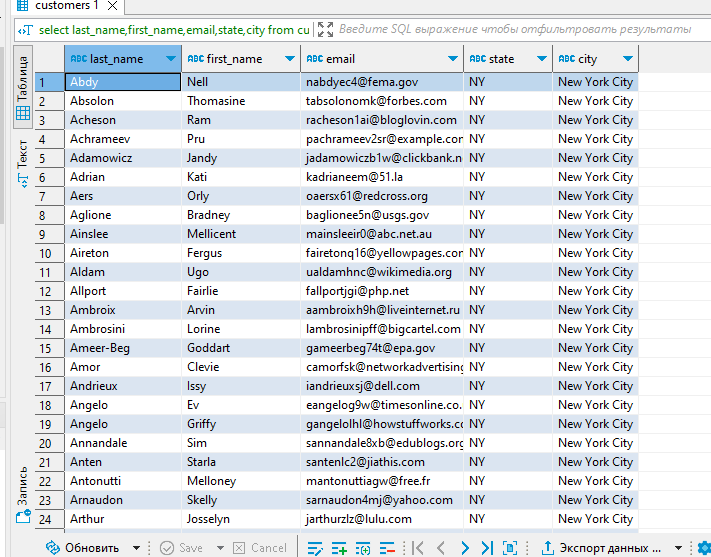 customers 1
select last_name,first_name,email,state,city from cu
Введите SQL выражение чтобы отфильтровать результаты
Таблица
Текст
Запись
ABC last_name ABC first_name ABC email ABC state ABC city
1 Abdy Nell nabdyec4@fema.gov NY New York City
2 Absolon Thomasine tabsolonomk@forbes.com NY New York City
3 Acheson Ram racheson1ai@bloglovin.com NY New York City
4 Achrameev Pru pachrameev2sr@example.con NY New York City
5 Adamowicz Jandy jadamowiczb1w@clickbank.n NY New York City
6 Adrian Kati kadrianeem@51.la NY New York City
7 Aers Orly oaersx61@redcross.org NY New York City
8 Aglione Bradney baglionee5n@usgs.gov NY New York City
9 Ainslee Mellicent mainsleeir0@abc.net.au NY New York City
10 Aireton Fergus fairetonq16@yellowpages.con NY New York City
11 Aldam Ugo ualdamhnc@wikimedia.org NY New York City
12 Allport Fairlie fallportjgi@php.net NY New York City
13 Ambroix Arvin aambroixh9h@liveinternet.ru NY New York City
14 Ambrosini Lorine lambrosinipff@bigcartel.com NY New York City
15 Ameer-Beg Goddart gameerbeg74t@epa.gov NY New York City
16 Amor Clevie camorfsk@networkadvertising NY New York City
17 Andrieux Issy iandrieuxsj@dell.com NY New York City
18 Angelo Ev eangelog9w@timesonline.co. NY New York City
19 Angelo Griffy gangelolhl@howstuffworks.c NY New York City
20 Annandale Sim sannandale8xb@edublogs.org NY New York City
21 Anten Starla santenlc2@jiathis.com NY New York City
22 Antonutti Melloney mantonuttiagw@free.fr NY New York City
23 Arnaudon Skelly sarnaudon4mj@yahoo.com NY New York City
24 Arthur Josselyn jarthurzlz@lulu.com NY New York City
Обновить Save Cancel Экспорт данных ...